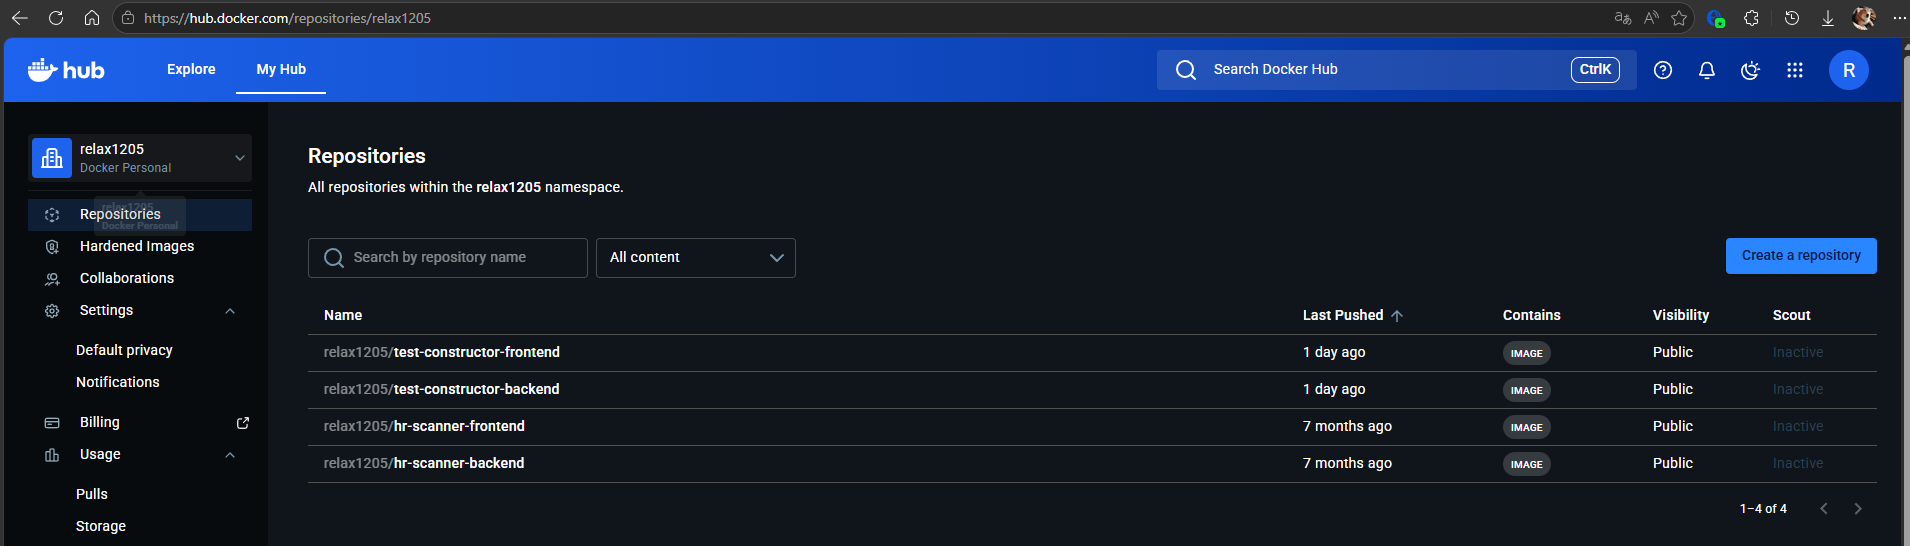 https://hub.docker.com/repositories/relax1205
hub
Explore
My Hub
Search Docker Hub
CtrlK
R
relax1205
Docker Personal
relax1205
Docker Personal
Repositories
Hardened Images
Collaborations
Settings
Default privacy
Notifications
Billing
Usage
Pulls
Storage
Repositories
All repositories within the relax1205 namespace.
Search by repository name
All content
Create a repository
Name Last Pushed Contains Visibility Scout
relax1205/test-constructor-frontend 1 day ago IMAGE Public Inactive
relax1205/test-constructor-backend 1 day ago IMAGE Public Inactive
relax1205/hr-scanner-frontend 7 months ago IMAGE Public Inactive
relax1205/hr-scanner-backend 7 months ago IMAGE Public Inactive
1–4 of 4